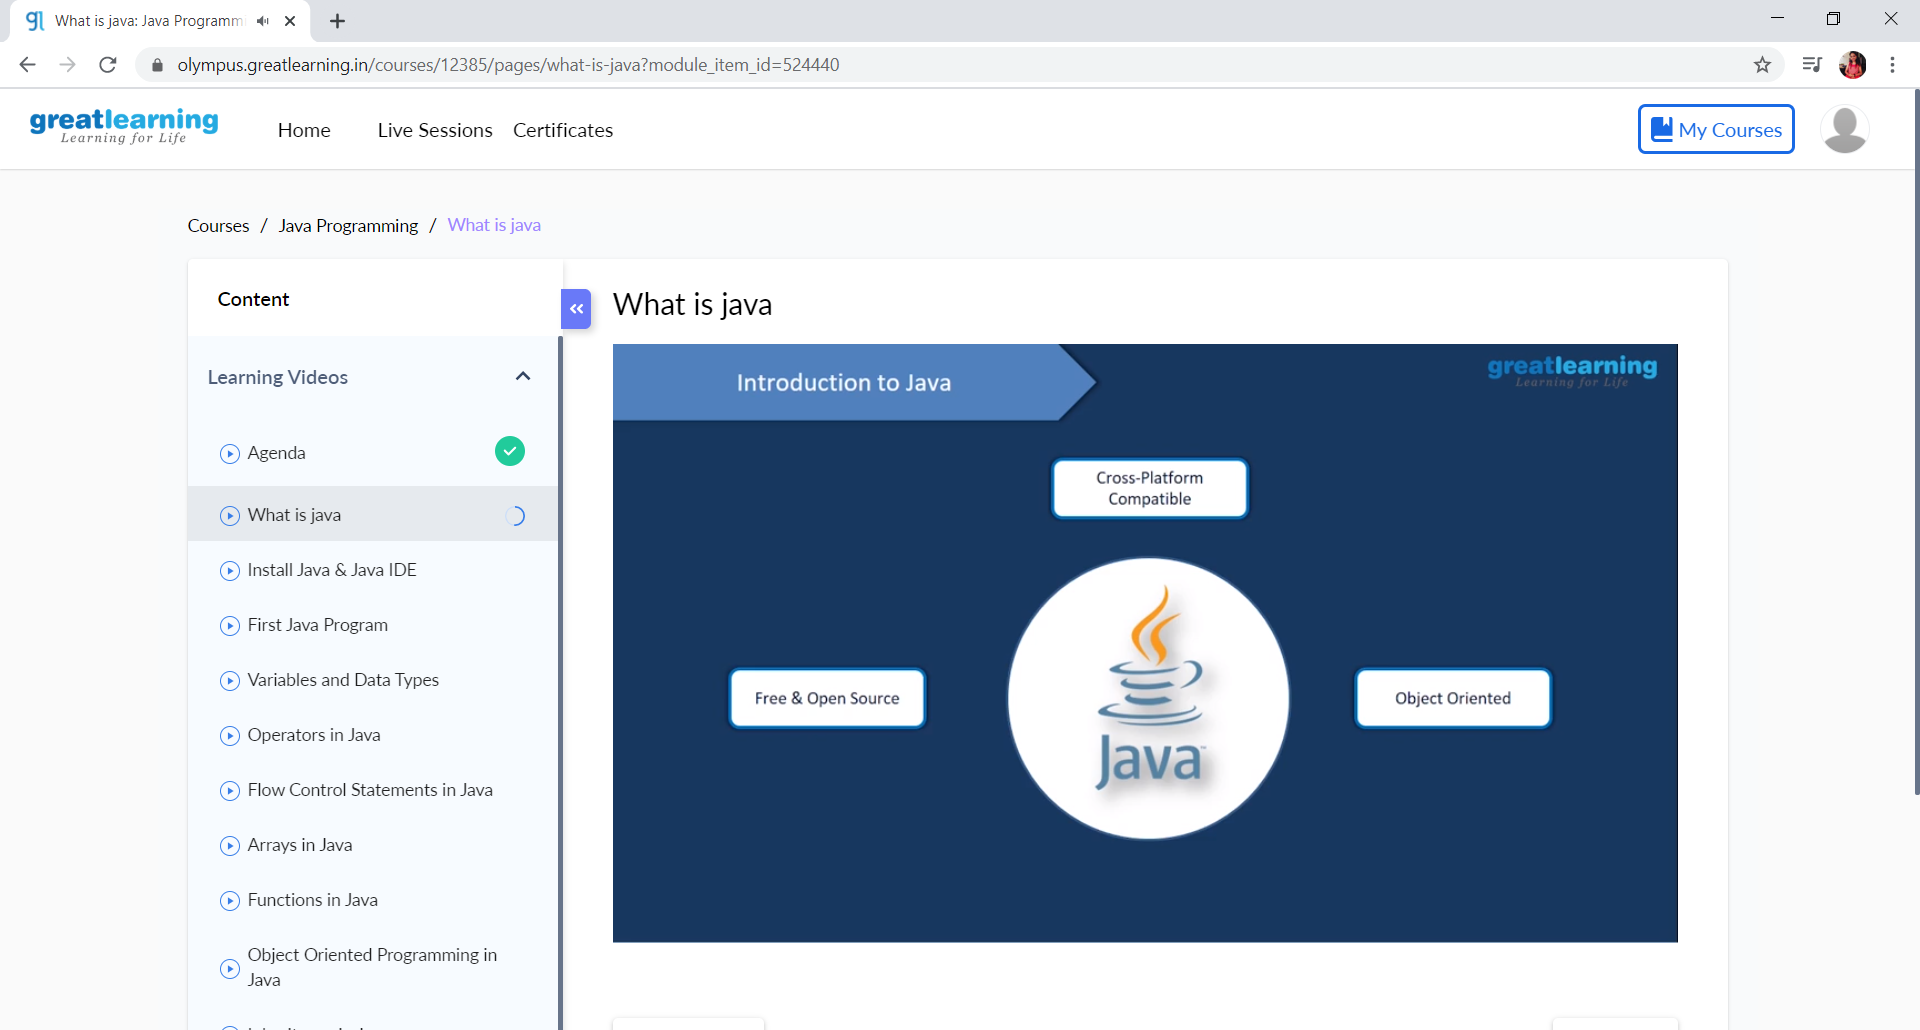 What is java: Java Programm
olympus.greatlearning.in/courses/12385/pages/what-is-java?module_item_id=524440
greatlearning
Learning for Life
Home
Live Sessions
Certificates
My Courses
Courses / Java Programming / What is java
Content
Learning Videos
Agenda
What is java
Install Java & Java IDE
First Java Program
Variables and Data Types
Operators in Java
Flow Control Statements in Java
Arrays in Java
Functions in Java
Object Oriented Programming in
Java
What is java
Introduction to Java
greatlearning
Learning for Life
Cross-Platform
Compatible
Free & Open Source
Java
Object Oriented